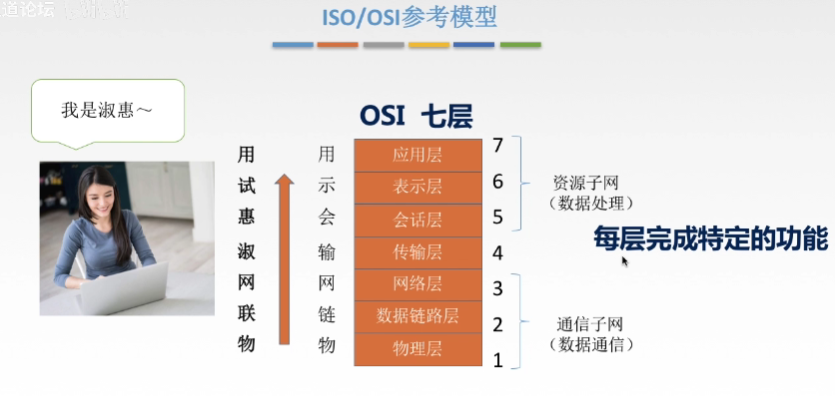 道论坛
ISO/OSI参考模型
我是淑惠～
OSI 七层
用 用 应用层 7
试 示 表示层 6
惠 会 会话层 5
淑 输 传输层 4
网 网 网络层 3
联 链 数据链路层 2
物 物 物理层 1
资源子网
（数据处理）
每层完成特定的功能
通信子网
（数据通信）